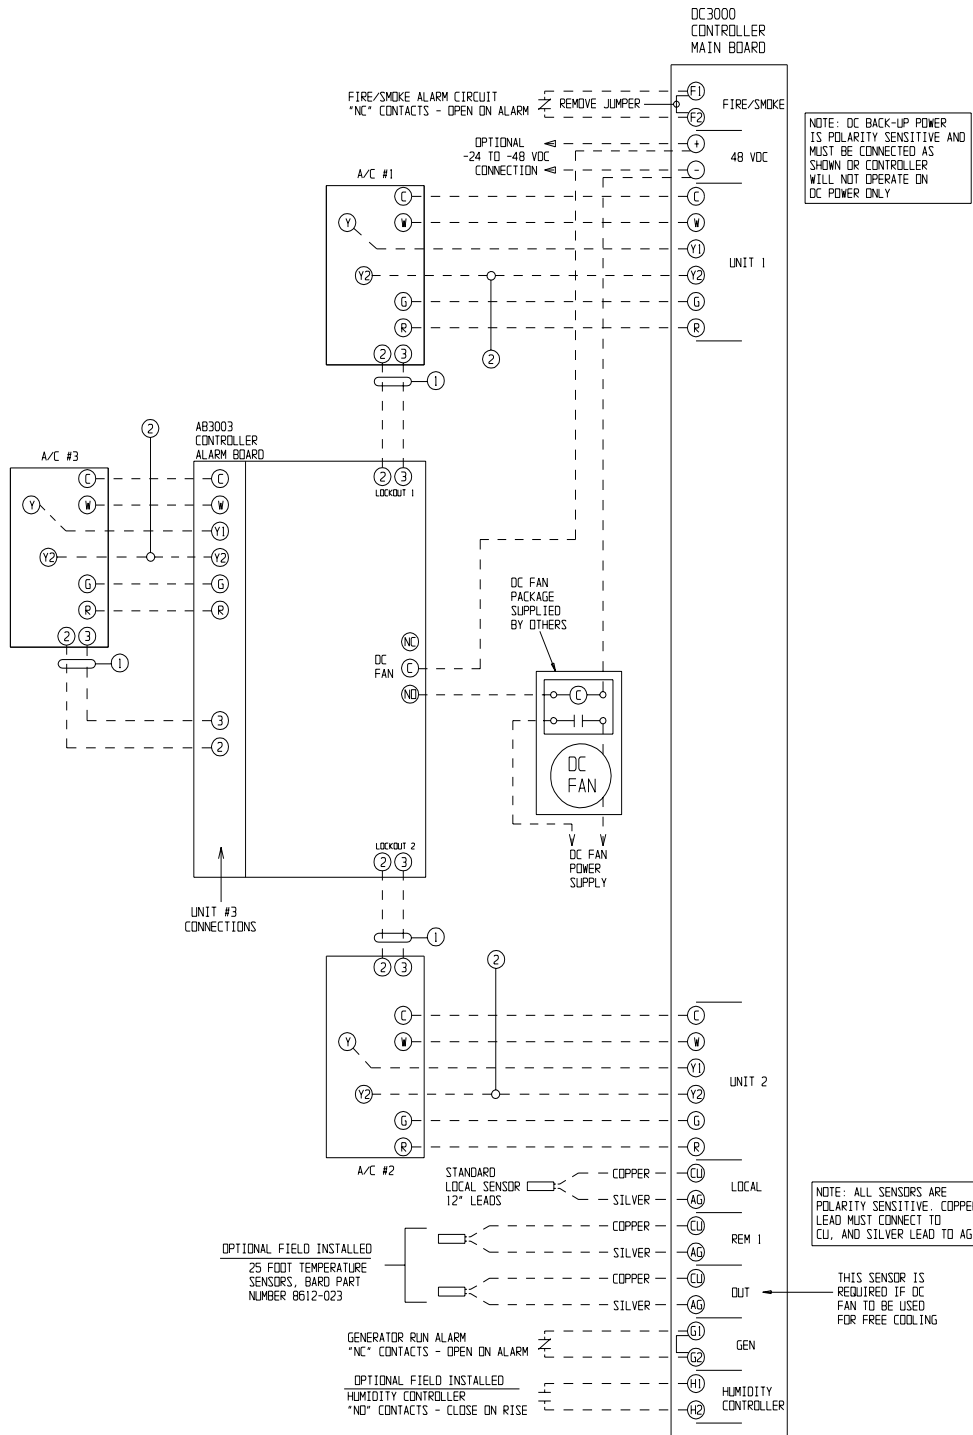 DC3000
CONTROLLER
MAIN BOARD
FIRE/SMOKE ALARM CIRCUIT
"NC" CONTACTS - OPEN ON ALARM
REMOVE JUMPER
F1
F2
FIRE/SMOKE
NOTE: DC BACK-UP POWER
IS POLARITY SENSITIVE AND
MUST BE CONNECTED AS
SHOWN OR CONTROLLER
WILL NOT OPERATE ON
DC POWER ONLY
OPTIONAL
-24 TO -48 VDC
CONNECTION
+
-
48 VDC
A/C #1
C
W
Y
Y2
G
R
2
3
C
W
Y1
Y2
G
R
UNIT 1
2
1
A/C #3
C
W
Y
Y2
G
R
2
3
1
2
AB3003
CONTROLLER
ALARM BOARD
C
W
Y1
Y2
G
R
3
2
2
3
LOCKOUT 1
NC
DC
FAN
C
NO
LOCKOUT 2
2
3
UNIT #3
CONNECTIONS
DC FAN
PACKAGE
SUPPLIED
BY OTHERS
C
DC
FAN
DC FAN
POWER
SUPPLY
1
2
2
3
C
W
Y
Y2
G
R
A/C #2
C
W
Y1
Y2
G
R
UNIT 2
STANDARD
LOCAL SENSOR
12" LEADS
COPPER
SILVER
CU
AG
LOCAL
NOTE: ALL SENSORS ARE
POLARITY SENSITIVE. COPPER
LEAD MUST CONNECT TO
CU, AND SILVER LEAD TO AG
OPTIONAL FIELD INSTALLED
25 FOOT TEMPERATURE
SENSORS, BARD PART
NUMBER 8612-023
COPPER
SILVER
CU
AG
REM 1
COPPER
SILVER
CU
AG
OUT
THIS SENSOR IS
REQUIRED IF DC
FAN TO BE USED
FOR FREE COOLING
GENERATOR RUN ALARM
"NC" CONTACTS - OPEN ON ALARM
G1
G2
GEN
OPTIONAL FIELD INSTALLED
HUMIDITY CONTROLLER
"NO" CONTACTS - CLOSE ON RISE
H1
H2
HUMIDITY
CONTROLLER